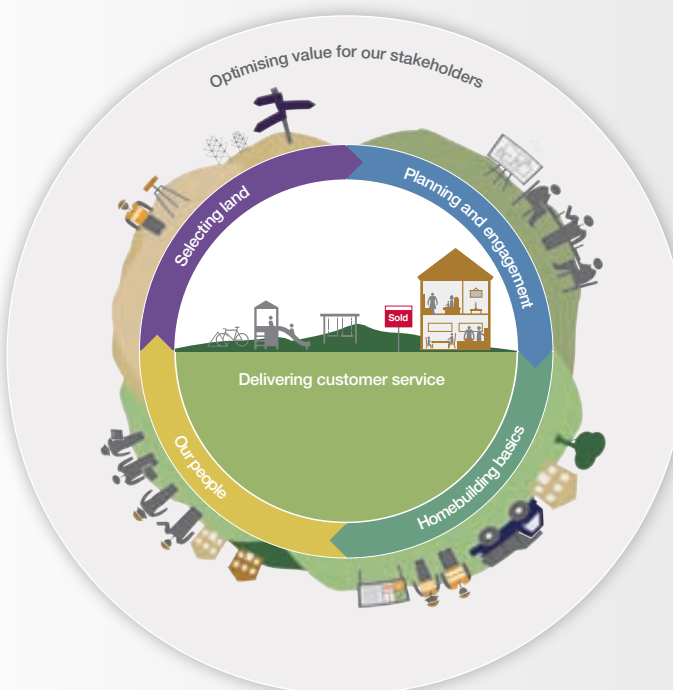 Optimising value for our stakeholders
Selecting land
Planning and engagement
Sold
Delivering customer service
Our people
Homebuilding basics